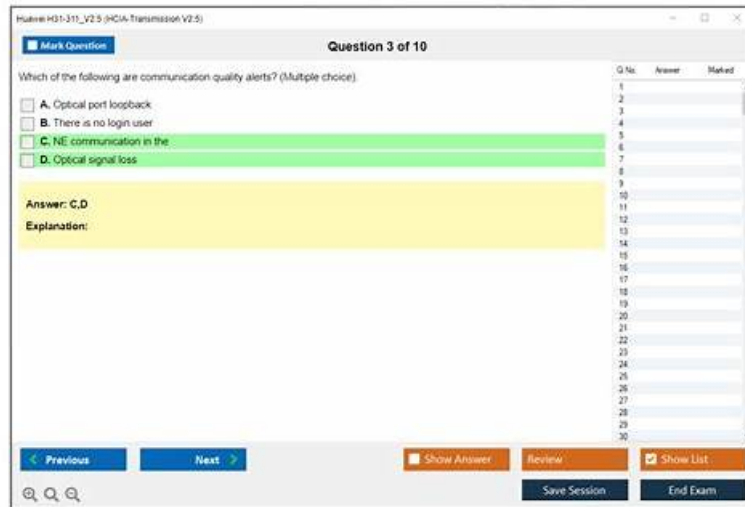 Huawei H31-311_V2.5 (HCIA-Transmission V2.5)
Mark Question
Question 3 of 10
Which of the following are communication quality alerts? (Multiple choice).
A. Optical port loopback
B. There is no login user
C. NE communication in the
D. Optical signal loss
Answer: C,D
Explanation:
Q.No. Answer Marked
1
2
3
4
5
6
7
8
9
10
11
12
13
14
15
16
17
18
19
20
21
22
23
24
25
26
27
28
29
30
Previous Next Show Answer Review Show List
Save Session End Exam